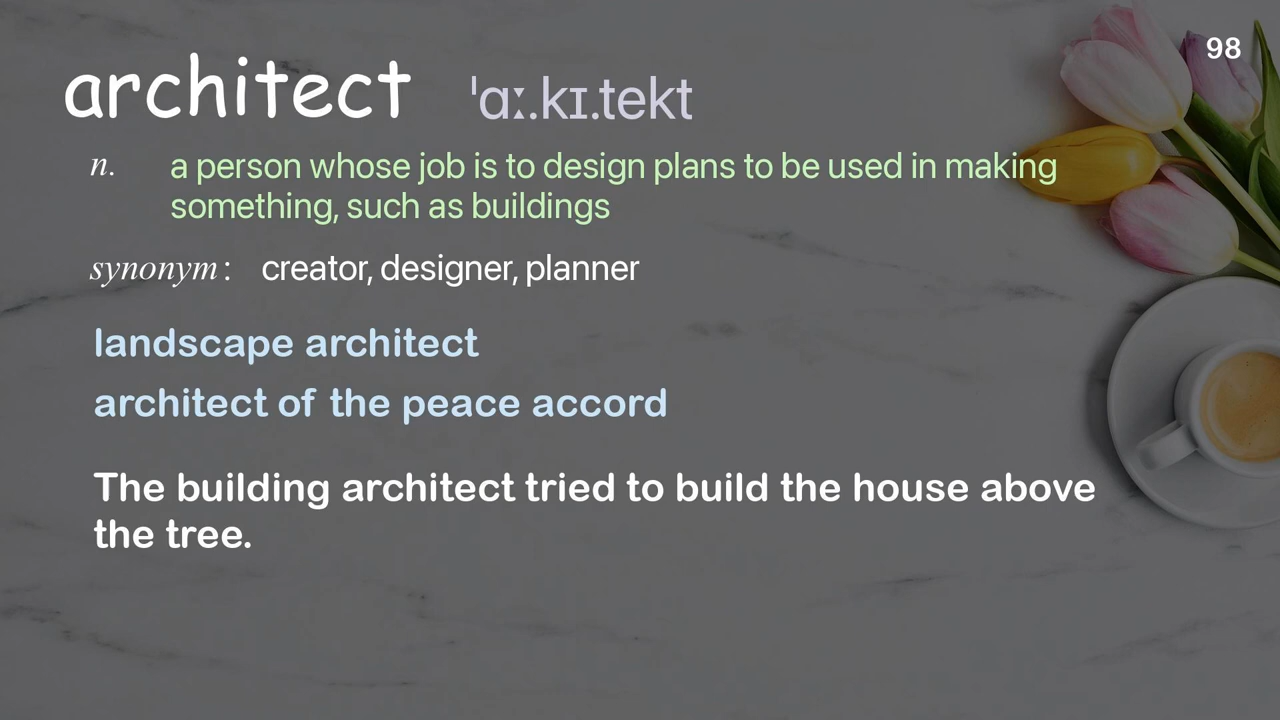 98
architect ˈɑː.kɪ.tekt
n. a person whose job is to design plans to be used in making
something, such as buildings
synonym: creator, designer, planner
landscape architect
architect of the peace accord
The building architect tried to build the house above
the tree.